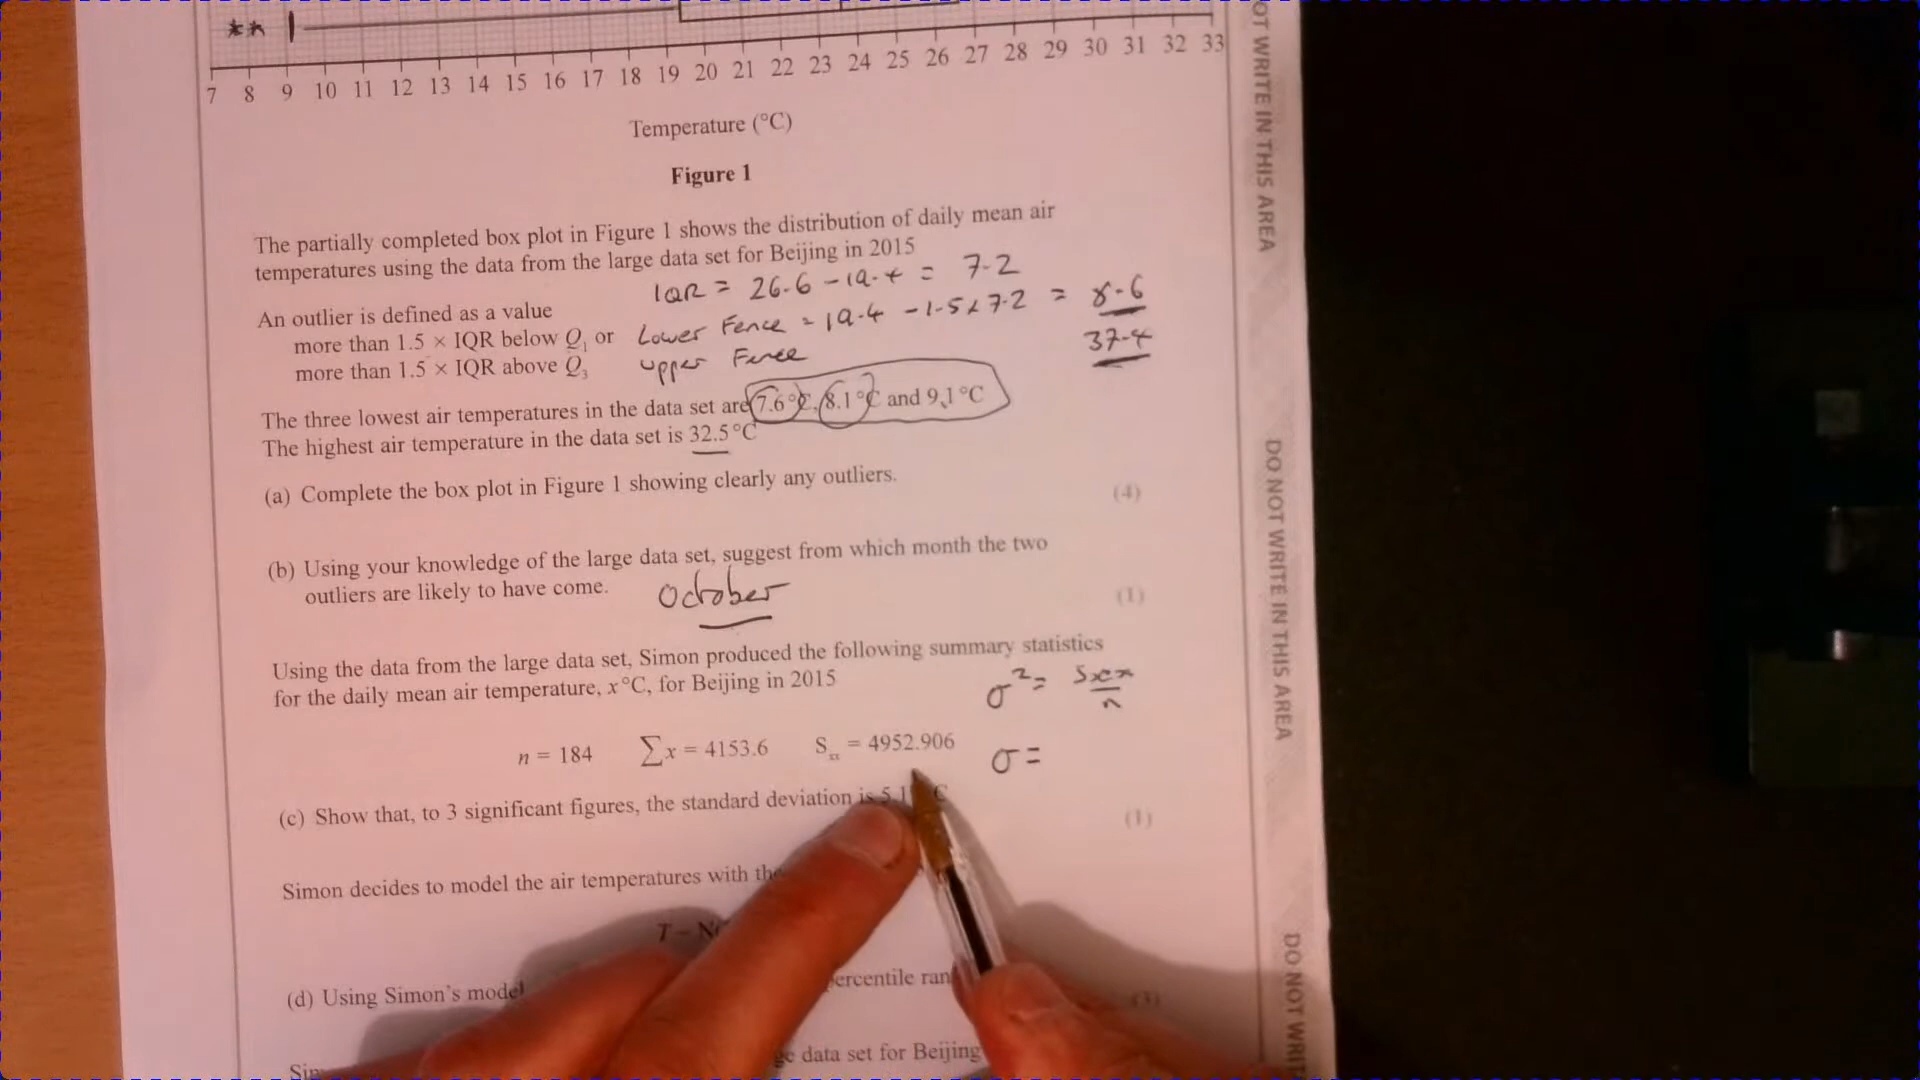 **
7 8 9 10 11 12 13 14 15 16 17 18 19 20 21 22 23 24 25 26 27 28 29 30 31 32 33
Temperature (°C)
Figure 1
The partially completed box plot in Figure 1 shows the distribution of daily mean air
temperatures using the data from the large data set for Beijing in 2015
IQR = 26.6 - 19.4 = 7.2
An outlier is defined as a value
more than 1.5 × IQR below Q₁ or
Lower Fence = 19.4 - 1.5 × 7.2 = 8.6
more than 1.5 × IQR above Q₃
Upper Fence 37.4
The three lowest air temperatures in the data set are 7.6 °C, 8.1 °C and 9.1 °C
The highest air temperature in the data set is 32.5 °C
(a) Complete the box plot in Figure 1 showing clearly any outliers.
(4)
(b) Using your knowledge of the large data set, suggest from which month the two
outliers are likely to have come.
October
(1)
Using the data from the large data set, Simon produced the following summary statistics
for the daily mean air temperature, x °C, for Beijing in 2015
σ² = Sxx/n
n = 184 ∑x = 4153.6 Sxx = 4952.906
σ =
(c) Show that, to 3 significant figures, the standard deviation is 5.1 C
(1)
Simon decides to model the air temperatures with the
T ~ N(
(d) Using Simon's model
ercentile ran
(3)
data set for Beijing
OT WRITE IN THIS AREA
DO NOT WRITE IN THIS AREA
DO NOT WRIT